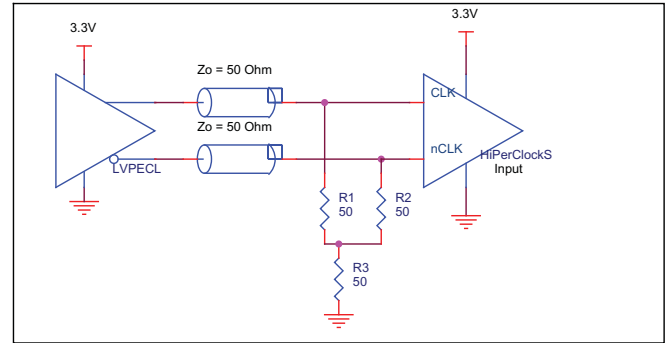 3.3V
3.3V
Zo = 50 Ohm
CLK
Zo = 50 Ohm
nCLK
LVPECL
HiPerClockS
Input
R1
50
R2
50
R3
50